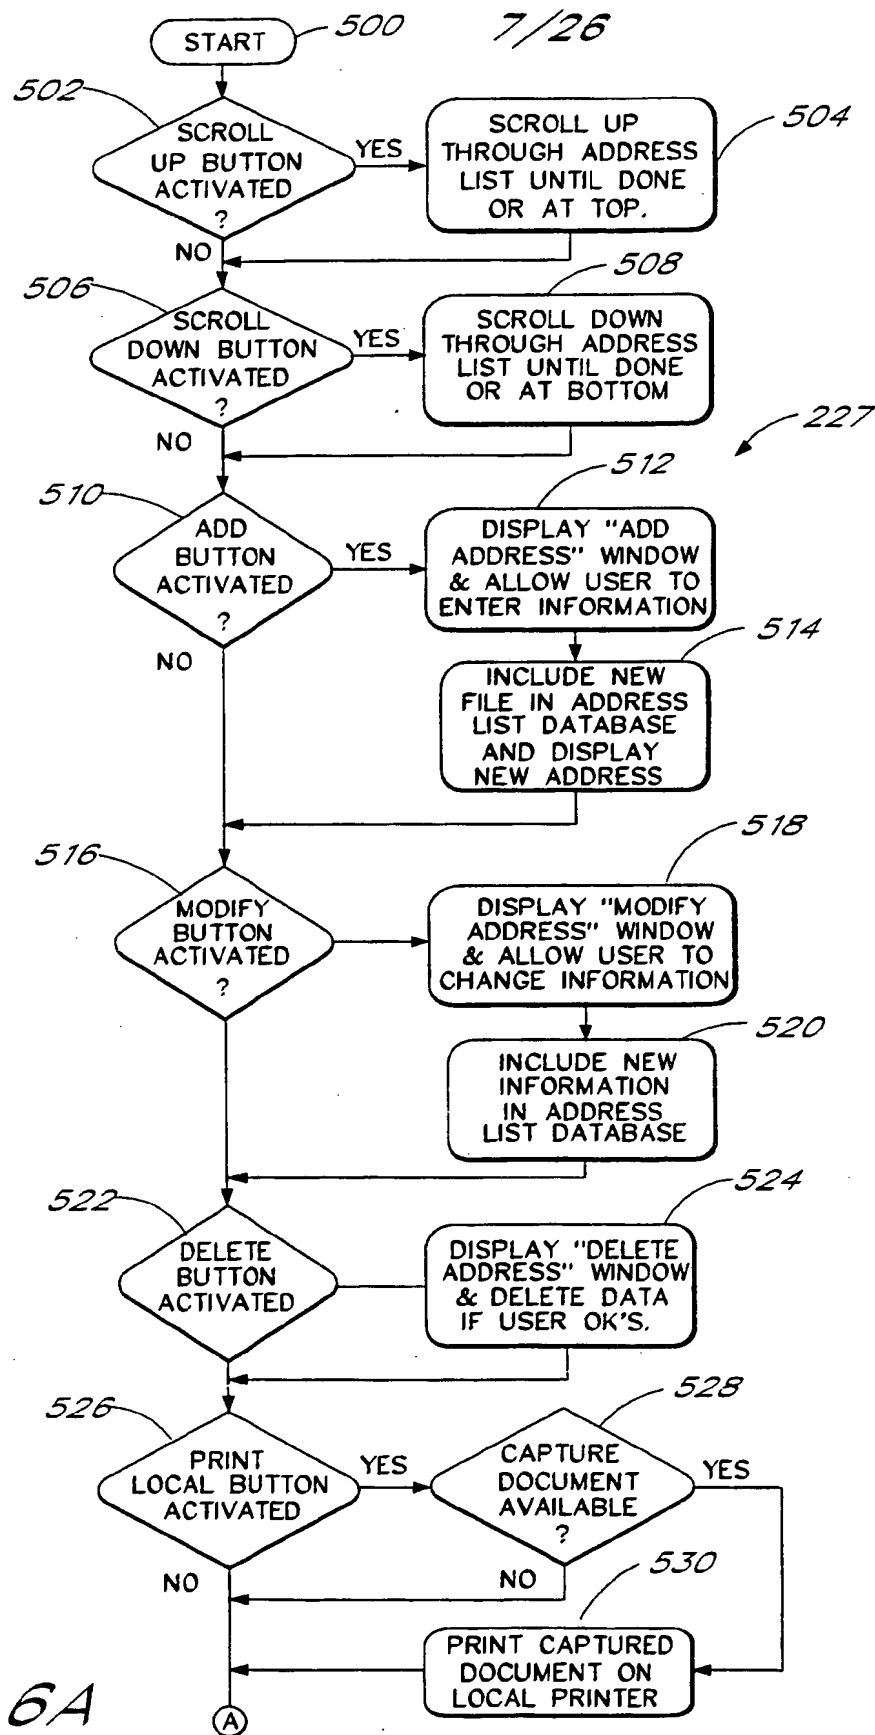 7/26
START
500
502
SCROLL
UP BUTTON
ACTIVATED
?
YES
NO
SCROLL UP
THROUGH ADDRESS
LIST UNTIL DONE
OR AT TOP.
504
506
SCROLL
DOWN BUTTON
ACTIVATED
?
YES
NO
508
SCROLL DOWN
THROUGH ADDRESS
LIST UNTIL DONE
OR AT BOTTOM
227
510
ADD
BUTTON
ACTIVATED
?
YES
NO
512
DISPLAY "ADD
ADDRESS" WINDOW
& ALLOW USER TO
ENTER INFORMATION
514
INCLUDE NEW
FILE IN ADDRESS
LIST DATABASE
AND DISPLAY
NEW ADDRESS
516
MODIFY
BUTTON
ACTIVATED
?
518
DISPLAY "MODIFY
ADDRESS" WINDOW
& ALLOW USER TO
CHANGE INFORMATION
520
INCLUDE NEW
INFORMATION
IN ADDRESS
LIST DATABASE
522
DELETE
BUTTON
ACTIVATED
524
DISPLAY "DELETE
ADDRESS" WINDOW
& DELETE DATA
IF USER OK'S.
526
PRINT
LOCAL BUTTON
ACTIVATED
YES
NO
528
CAPTURE
DOCUMENT
AVAILABLE
?
YES
NO
530
PRINT CAPTURED
DOCUMENT ON
LOCAL PRINTER
6A
A